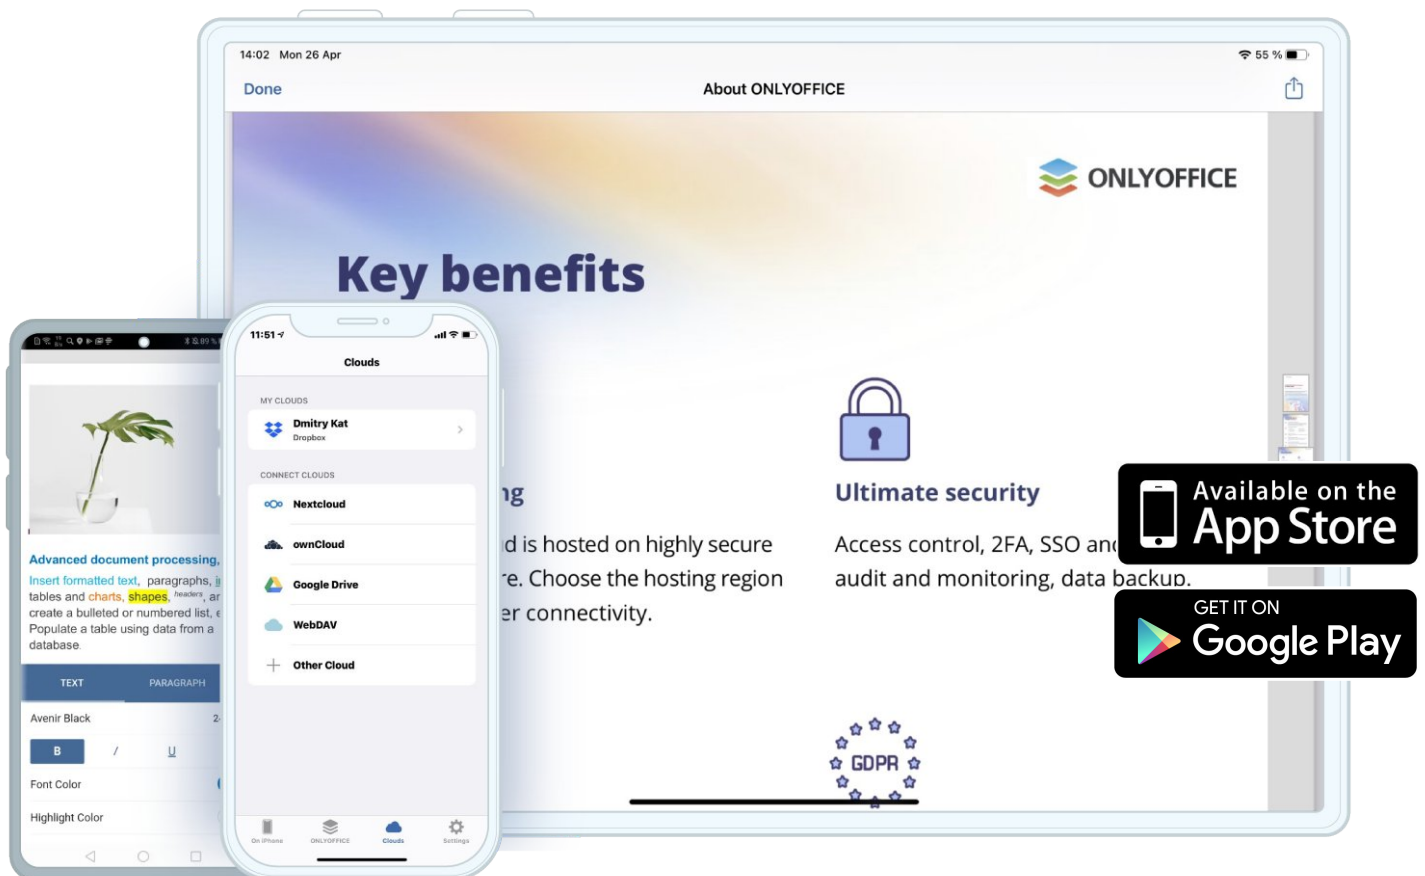 14:02 Mon 26 Apr
55 %
Done
About ONLYOFFICE
ONLYOFFICE
Key benefits
ng
d is hosted on highly secure
re. Choose the hosting region
er connectivity.
Ultimate security
Access control, 2FA, SSO and
audit and monitoring, data backup.
GDPR
Available on the
App Store
GET IT ON
Google Play
11:51
Clouds
MY CLOUDS
Dmitry Kat
Dropbox
CONNECT CLOUDS
Nextcloud
ownCloud
Google Drive
WebDAV
Other Cloud
On iPhone
ONLYOFFICE
Clouds
Settings
89 %
Advanced document processing,
Insert formatted text, paragraphs,
tables and charts, shapes, headers,
create a bulleted or numbered list,
Populate a table using data from a
database.
TEXT
PARAGRAPH
Avenir Black
B
I
U
Font Color
Highlight Color